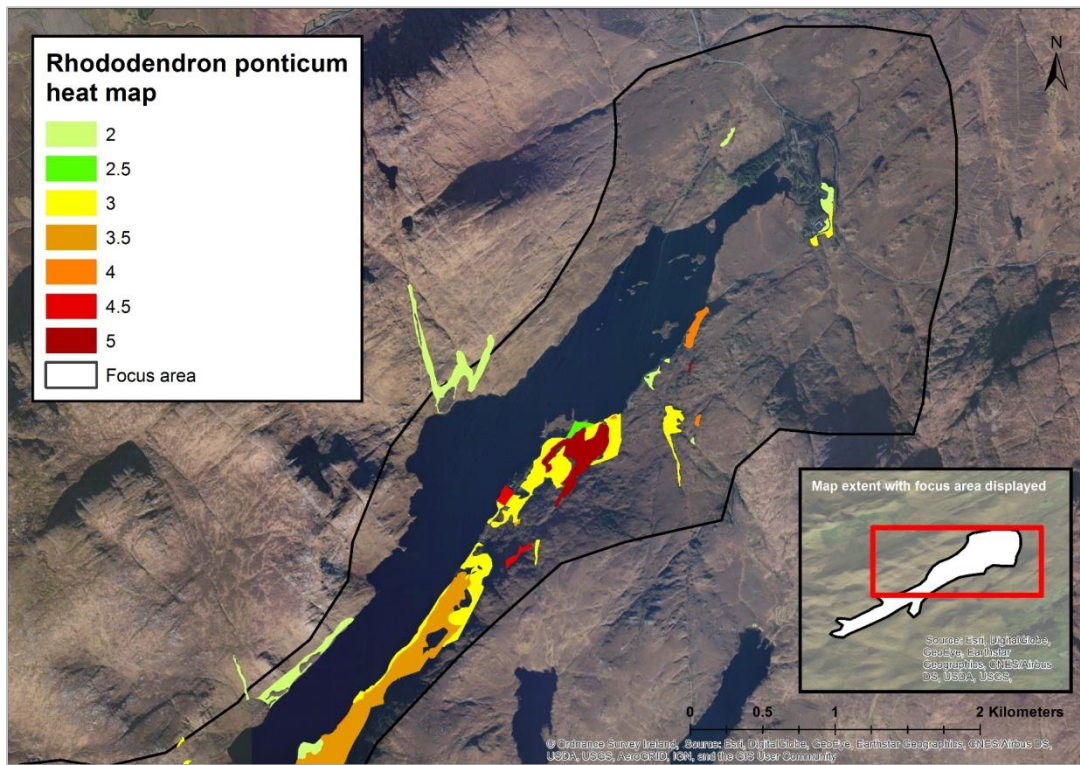 Rhododendron ponticum
heat map
2
2.5
3
3.5
4
4.5
5
Focus area
N
Map extent with focus area displayed
Source: Esri, DigitalGlobe,
GeoEye, Earthstar
Geographics, CNES/Airbus
DS, USDA, USGS,
0 0.5 1 2 Kilometers
© Ordnance Survey Ireland, Source: Esri, DigitalGlobe, GeoEye, Earthstar Geographics, CNES/Airbus DS,
USDA, USGS, AeroGRID, IGN, and the GIS User Community